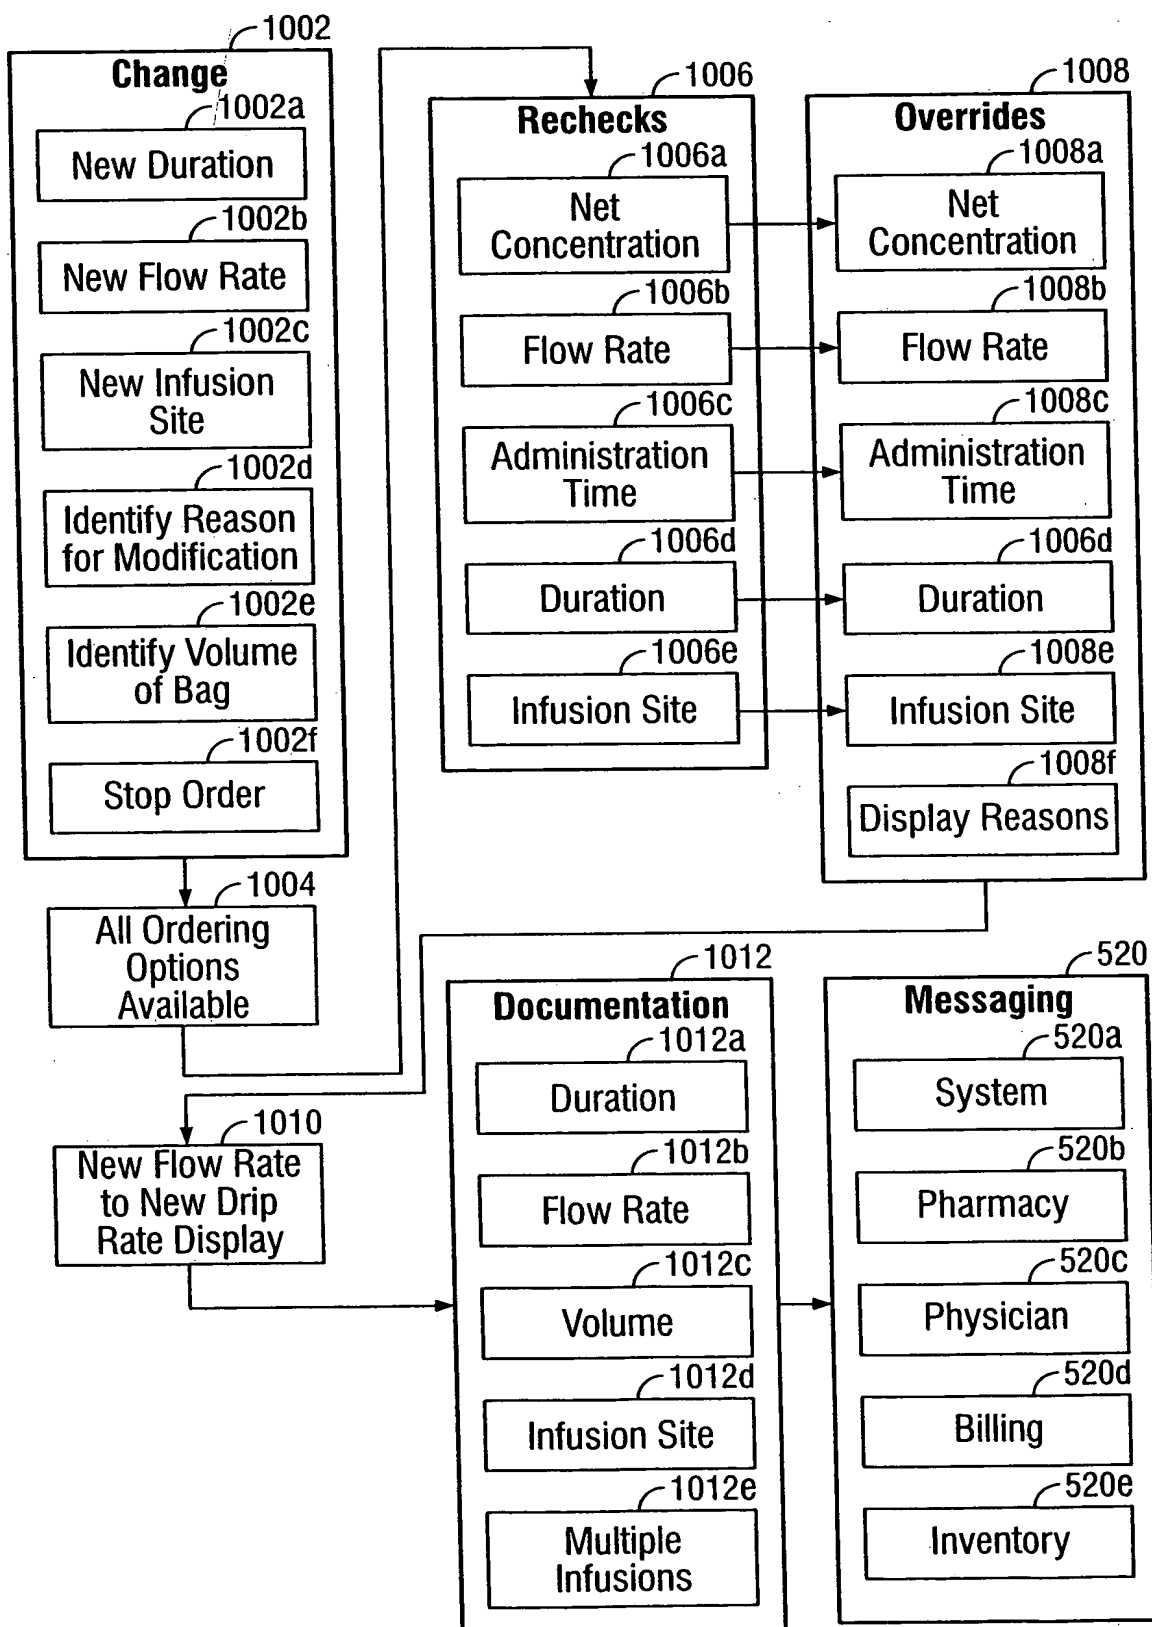 1002
Change
1002a
New Duration
1002b
New Flow Rate
1002c
New Infusion
Site
1002d
Identify Reason
for Modification
1002e
Identify Volume
of Bag
1002f
Stop Order
1004
All Ordering
Options
Available
1006
Rechecks
1006a
Net
Concentration
1006b
Flow Rate
1006c
Administration
Time
1006d
Duration
1006e
Infusion Site
1008
Overrides
1008a
Net
Concentration
1008b
Flow Rate
1008c
Administration
Time
1006d
Duration
1008e
Infusion Site
1008f
Display Reasons
1010
New Flow Rate
to New Drip
Rate Display
1012
Documentation
1012a
Duration
1012b
Flow Rate
1012c
Volume
1012d
Infusion Site
1012e
Multiple
Infusions
520
Messaging
520a
System
520b
Pharmacy
520c
Physician
520d
Billing
520e
Inventory